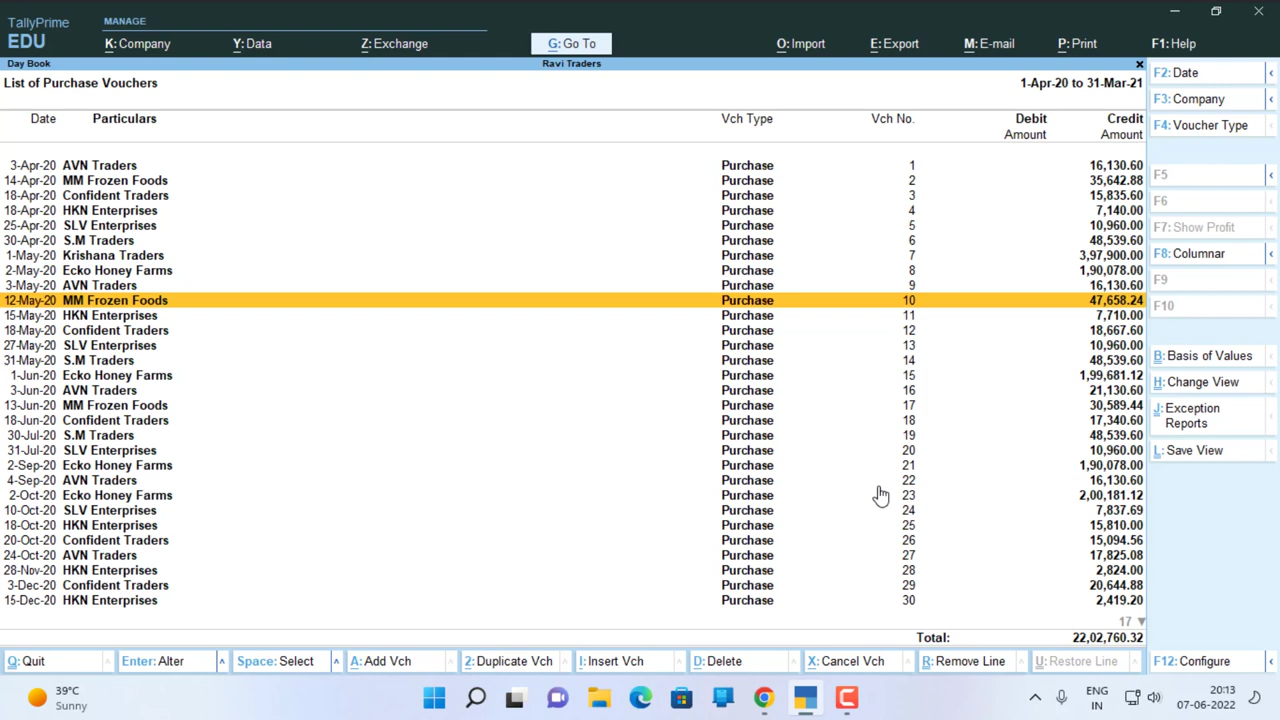 TallyPrime
EDU
MANAGE
K: Company Y: Data Z: Exchange G: Go To O: Import E: Export M: E-mail P: Print F1: Help
Day Book Ravi Traders
List of Purchase Vouchers 1-Apr-20 to 31-Mar-21
Date Particulars Vch Type Vch No. Debit Credit
Amount Amount
3-Apr-20 AVN Traders Purchase 1 16,130.60
14-Apr-20 MM Frozen Foods Purchase 2 35,642.88
18-Apr-20 Confident Traders Purchase 3 15,835.60
18-Apr-20 HKN Enterprises Purchase 4 7,140.00
25-Apr-20 SLV Enterprises Purchase 5 10,960.00
30-Apr-20 S.M Traders Purchase 6 48,539.60
1-May-20 Krishana Traders Purchase 7 3,97,900.00
2-May-20 Ecko Honey Farms Purchase 8 1,90,078.00
3-May-20 AVN Traders Purchase 9 16,130.60
12-May-20 MM Frozen Foods Purchase 10 47,658.24
15-May-20 HKN Enterprises Purchase 11 7,710.00
18-May-20 Confident Traders Purchase 12 18,667.60
27-May-20 SLV Enterprises Purchase 13 10,960.00
31-May-20 S.M Traders Purchase 14 48,539.60
1-Jun-20 Ecko Honey Farms Purchase 15 1,99,681.12
3-Jun-20 AVN Traders Purchase 16 21,130.60
13-Jun-20 MM Frozen Foods Purchase 17 30,589.44
18-Jun-20 Confident Traders Purchase 18 17,340.60
30-Jul-20 S.M Traders Purchase 19 48,539.60
31-Jul-20 SLV Enterprises Purchase 20 10,960.00
2-Sep-20 Ecko Honey Farms Purchase 21 1,90,078.00
4-Sep-20 AVN Traders Purchase 22 16,130.60
2-Oct-20 Ecko Honey Farms Purchase 23 2,00,181.12
10-Oct-20 SLV Enterprises Purchase 24 7,837.69
18-Oct-20 HKN Enterprises Purchase 25 15,810.00
20-Oct-20 Confident Traders Purchase 26 15,094.56
24-Oct-20 AVN Traders Purchase 27 17,825.08
28-Nov-20 HKN Enterprises Purchase 28 2,824.00
3-Dec-20 Confident Traders Purchase 29 20,644.88
15-Dec-20 HKN Enterprises Purchase 30 2,419.20
17
Total: 22,02,760.32
F2: Date
F3: Company
F4: Voucher Type
F5
F6
F7: Show Profit
F8: Columnar
F9
F10
B: Basis of Values
H: Change View
J: Exception
Reports
L: Save View
Q: Quit Enter: Alter Space: Select A: Add Vch 2: Duplicate Vch I: Insert Vch D: Delete X: Cancel Vch R: Remove Line U: Restore Line F12: Configure
39°C
Sunny
ENG
IN
20:13
07-06-2022